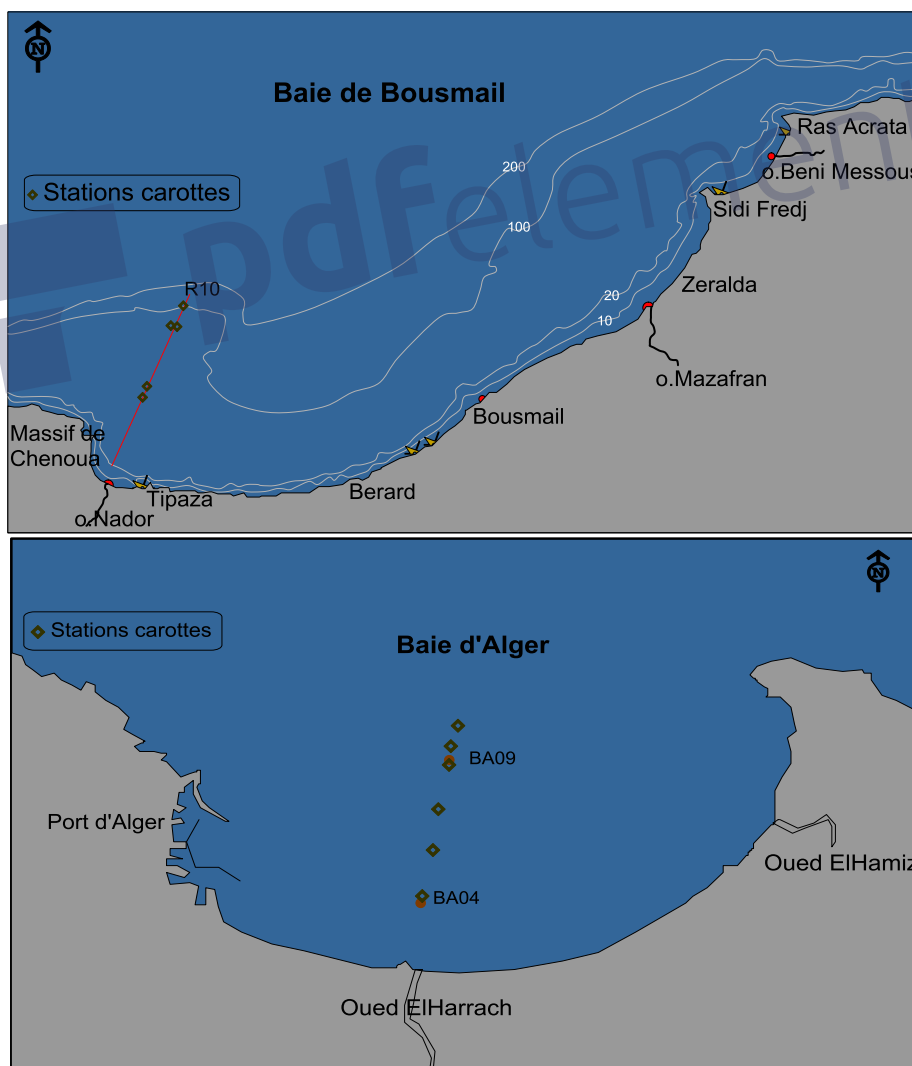 N
Baie de Bousmail
Ras Acrata
o.Beni Messous
200
Stations carottes
Sidi Fredj
100
pdfelement
R10
Zeralda
20
10
o.Mazafran
Bousmail
Massif de
Chenoua
Berard
Tipaza
o.Nador
N
Stations carottes
Baie d'Alger
BA09
Port d'Alger
Oued ElHamiz
BA04
Oued ElHarrach